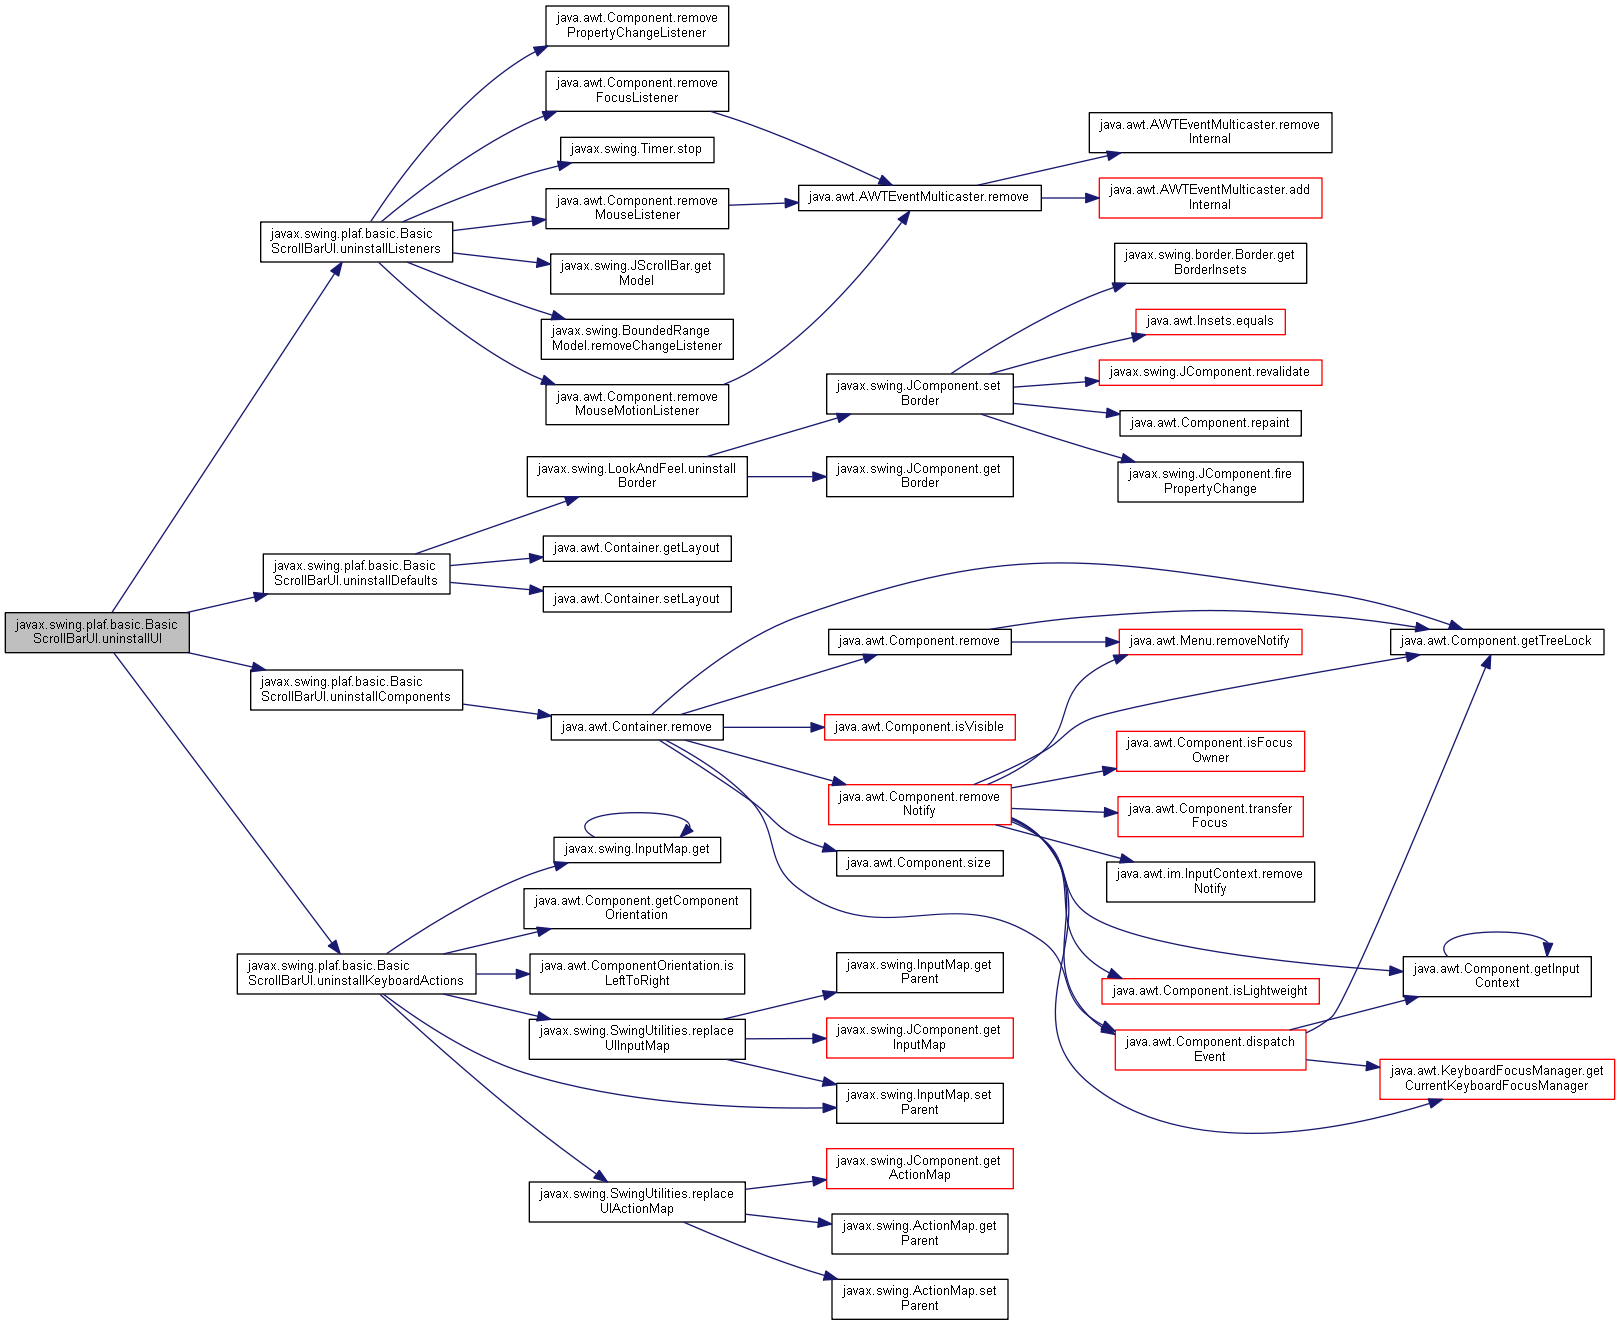 java.awt.Component.remove
PropertyChangeListener
java.awt.Component.remove
FocusListener
javax.swing.Timer.stop
java.awt.Component.remove
MouseListener
javax.swing.JScrollBar.get
Model
javax.swing.BoundedRange
Model.removeChangeListener
java.awt.Component.remove
MouseMotionListener
javax.swing.plaf.basic.Basic
ScrollBarUI.uninstallListeners
java.awt.AWTEventMulticaster.remove
java.awt.AWTEventMulticaster.remove
Internal
java.awt.AWTEventMulticaster.add
Internal
javax.swing.border.Border.get
BorderInsets
java.awt.Insets.equals
javax.swing.JComponent.revalidate
java.awt.Component.repaint
javax.swing.JComponent.fire
PropertyChange
javax.swing.JComponent.set
Border
javax.swing.LookAndFeel.uninstall
Border
javax.swing.JComponent.get
Border
java.awt.Container.getLayout
java.awt.Container.setLayout
javax.swing.plaf.basic.Basic
ScrollBarUI.uninstallDefaults
javax.swing.plaf.basic.Basic
ScrollBarUI.uninstallUI
javax.swing.plaf.basic.Basic
ScrollBarUI.uninstallComponents
java.awt.Container.remove
java.awt.Component.remove
java.awt.Menu.removeNotify
java.awt.Component.getTreeLock
java.awt.Component.isVisible
java.awt.Component.remove
Notify
java.awt.Component.size
java.awt.Component.isFocus
Owner
java.awt.Component.transfer
Focus
java.awt.im.InputContext.remove
Notify
java.awt.Component.getInput
Context
java.awt.Component.isLightweight
java.awt.Component.dispatch
Event
java.awt.KeyboardFocusManager.get
CurrentKeyboardFocusManager
javax.swing.InputMap.get
java.awt.Component.getComponent
Orientation
javax.swing.plaf.basic.Basic
ScrollBarUI.uninstallKeyboardActions
java.awt.ComponentOrientation.is
LeftToRight
javax.swing.SwingUtilities.replace
UIInputMap
javax.swing.InputMap.get
Parent
javax.swing.JComponent.get
InputMap
javax.swing.InputMap.set
Parent
javax.swing.SwingUtilities.replace
UIActionMap
javax.swing.JComponent.get
ActionMap
javax.swing.ActionMap.get
Parent
javax.swing.ActionMap.set
Parent